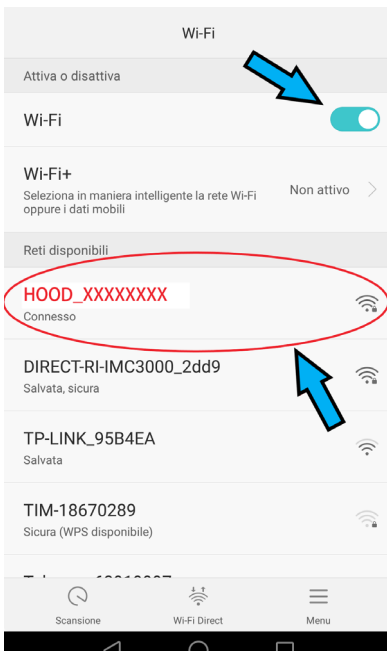 Wi-Fi
Attiva o disattiva
Wi-Fi
Wi-Fi+
Seleziona in maniera intelligente la rete Wi-Fi
oppure i dati mobili
Non attivo
Reti disponibili
HOOD_XXXXXXXX
Connesso
DIRECT-RI-IMC3000_2dd9
Salvata, sicura
TP-LINK_95B4EA
Salvata
TIM-18670289
Sicura (WPS disponibile)
Scansione
Wi-Fi Direct
Menu